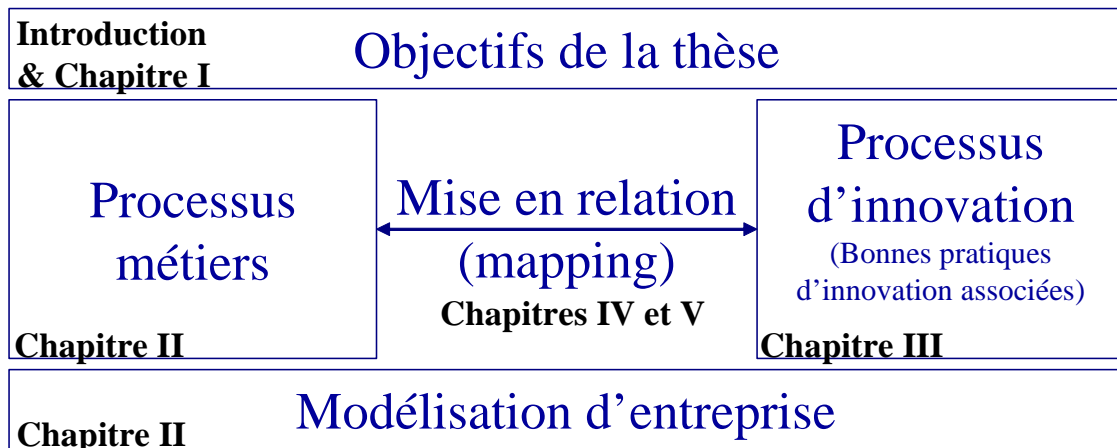 Introduction
& Chapitre I
Objectifs de la thèse
Processus
métiers
Chapitre II
Mise en relation
(mapping)
Chapitres IV et V
Processus
d’innovation
(Bonnes pratiques
d’innovation associées)
Chapitre III
Modélisation d’entreprise
Chapitre II